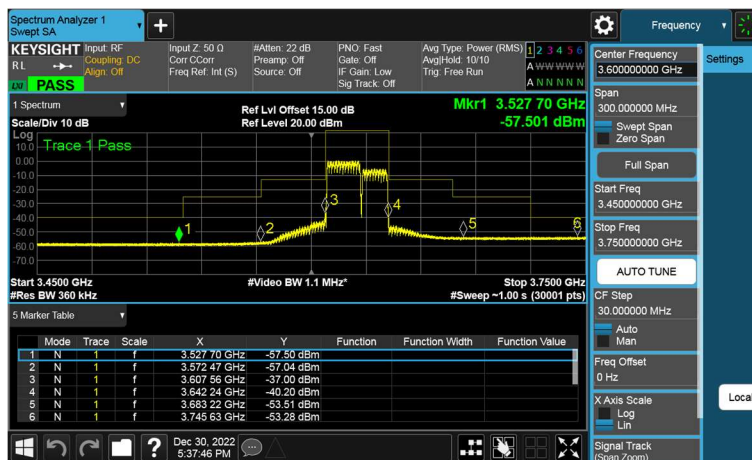 Spectrum Analyzer 1
Swept SA
Frequency
KEYSIGHT Input: RF Input Z: 50 Ω #Atten: 22 dB PNO: Fast Avg Type: Power (RMS) 1 2 3 4 5 6
RL Coupling: DC Corr CCorr Preamp: Off Gate: Off Avg|Hold: 10/10 A W W W W W
Align: Off Freq Ref: Int (S) Source: Off IF Gain: Low Trig: Free Run
Sig Track: Off A N N N N N
LXI PASS
1 Spectrum Ref Lvl Offset 15.00 dB Mkr1 3.527 70 GHz
Scale/Div 10 dB Ref Level 20.00 dBm -57.501 dBm
Log Trace 1 Pass
10.0
0.00
-10.0
-20.0
-30.0
-40.0
-50.0
-60.0
-70.0
1 2 3 4 5 6
Start 3.4500 GHz #Video BW 1.1 MHz* Stop 3.7500 GHz
#Res BW 360 kHz #Sweep ~1.00 s (30001 pts)
5 Marker Table
Mode Trace Scale X Y Function Function Width Function Value
1 N 1 f 3.527 70 GHz -57.50 dBm
2 N 1 f 3.572 47 GHz -57.04 dBm
3 N 1 f 3.607 56 GHz -37.00 dBm
4 N 1 f 3.642 24 GHz -40.20 dBm
5 N 1 f 3.683 22 GHz -53.51 dBm
6 N 1 f 3.745 63 GHz -53.28 dBm
Dec 30, 2022
5:37:46 PM
Center Frequency
3.600000000 GHz
Settings
Span
300.000000 MHz
Swept Span
Zero Span
Full Span
Start Freq
3.450000000 GHz
Stop Freq
3.750000000 GHz
AUTO TUNE
CF Step
30.000000 MHz
Auto
Man
Freq Offset
0 Hz
X Axis Scale
Log
Lin
Local
Signal Track
(Span Zoom)